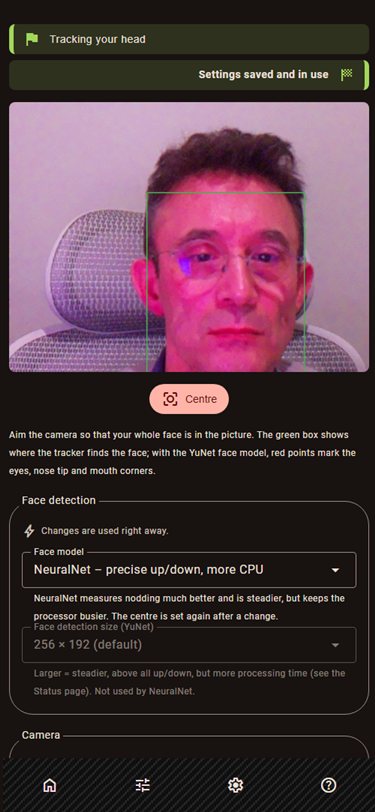 Tracking your head
Settings saved and in use
Centre
Aim the camera so that your whole face is in the picture. The green box shows
where the tracker finds the face; with the YuNet face model, red points mark the
eyes, nose tip and mouth corners.
Face detection
Changes are used right away.
Face model
NeuralNet – precise up/down, more CPU
NeuralNet measures nodding much better and is steadier, but keeps the
processor busier. The centre is set again after a change.
Face detection size (YuNet)
256 × 192 (default)
Larger = steadier, above all up/down, but more processing time (see the
Status page). Not used by NeuralNet.
Camera